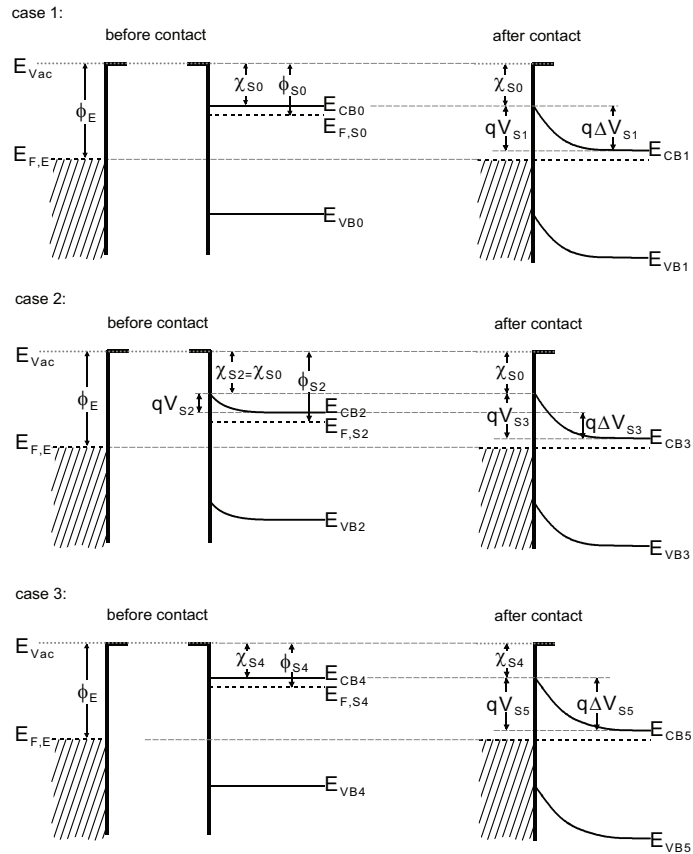 case 1:
before contact
after contact
E_Vac
ϕ_E
E_F,E
χ_S0
ϕ_S0
E_CB0
E_F,S0
E_VB0
χ_S0
qV_S1
qΔV_S1
E_CB1
E_VB1
case 2:
before contact
after contact
E_Vac
ϕ_E
E_F,E
χ_S2=χ_S0
ϕ_S2
qV_S2
E_CB2
E_F,S2
E_VB2
χ_S0
qV_S3
qΔV_S3
E_CB3
E_VB3
case 3:
before contact
after contact
E_Vac
ϕ_E
E_F,E
χ_S4
ϕ_S4
E_CB4
E_F,S4
E_VB4
χ_S4
qV_S5
qΔV_S5
E_CB5
E_VB5